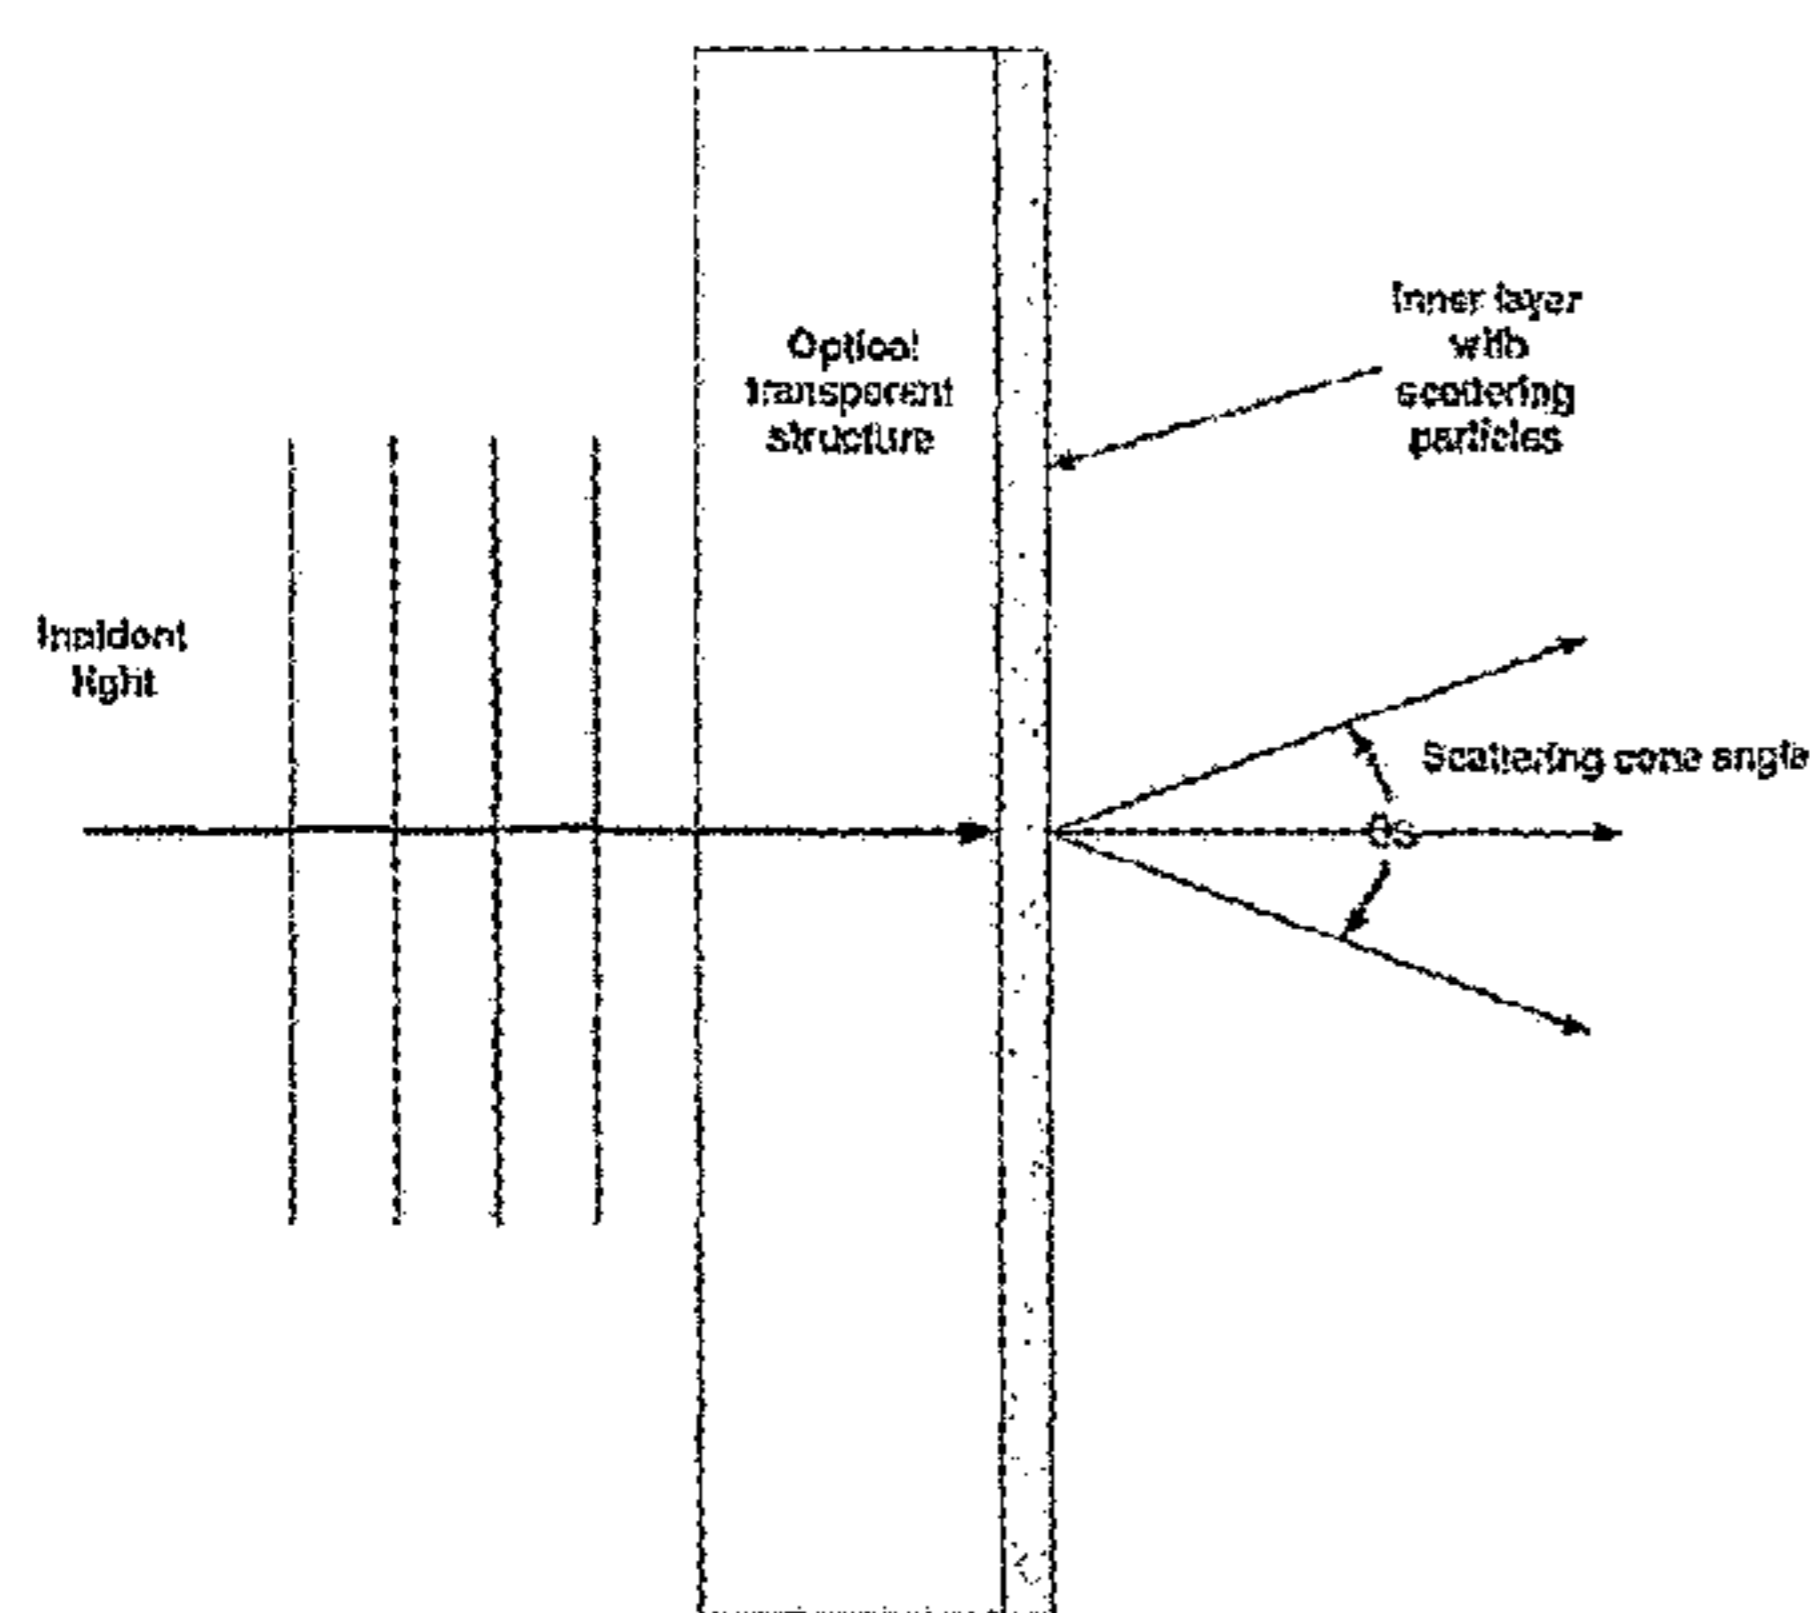 Inner layer
with
scattering
particles
Optical
transparent
structure
Incident
light
Scattering cone angle
θs